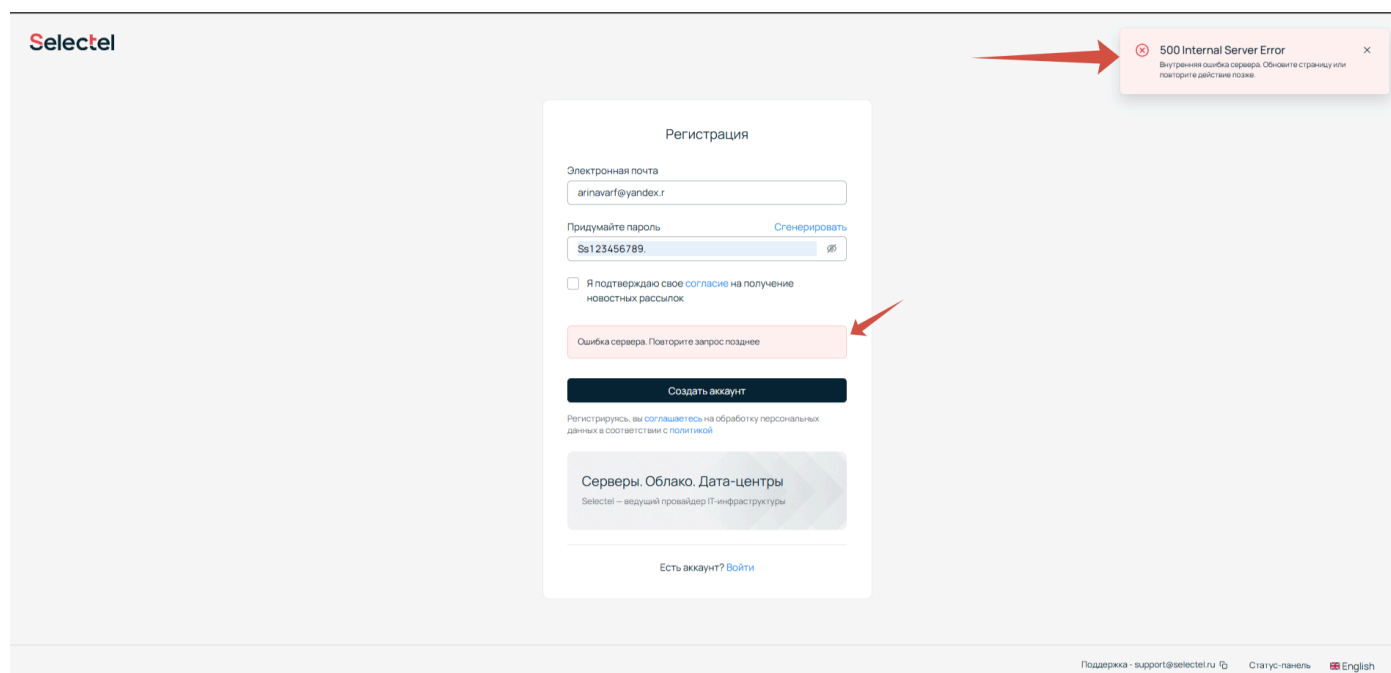 Selectel
500 Internal Server Error
Внутренняя ошибка сервера. Обновите страницу или
повторите действие позже.
Регистрация
Электронная почта
arinavarf@yandex.r
Придумайте пароль Сгенерировать
Ss123456789.
Я подтверждаю свое согласие на получение
новостных рассылок
Ошибка сервера. Повторите запрос позднее
Создать аккаунт
Регистрируясь, вы соглашаетесь на обработку персональных
данных в соответствии с политикой
Серверы. Облако. Дата-центры
Selectel — ведущий провайдер IT-инфраструктуры
Есть аккаунт? Войти
Поддержка - support@selectel.ru Статус-панель English